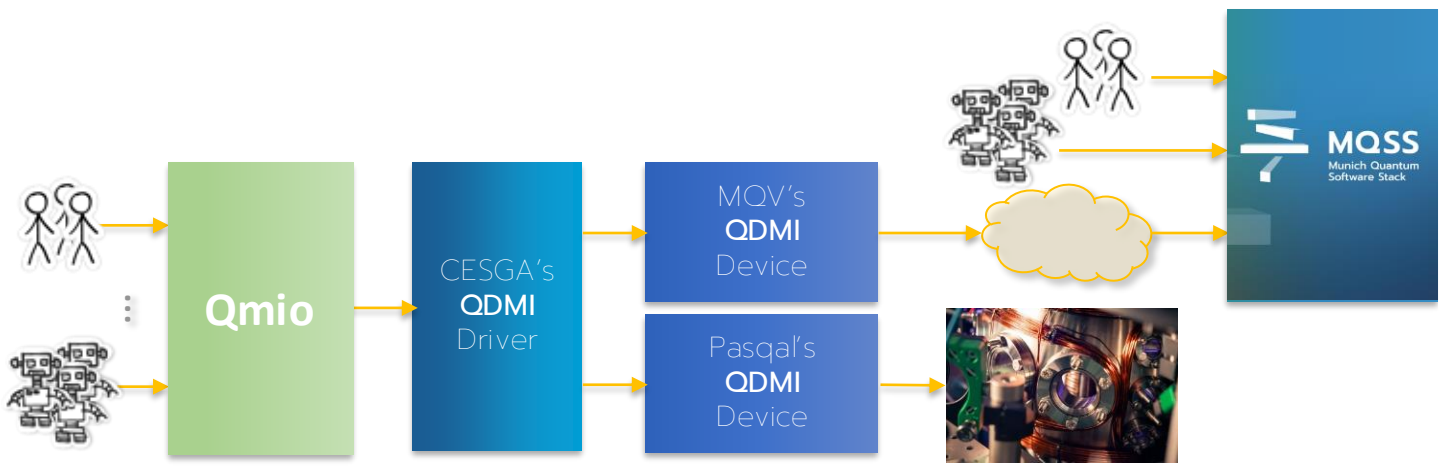 Qmio
CESGA's
QDMI
Driver
MQV's
QDMI
Device
Pasqal's
QDMI
Device
MQSS
Munich Quantum
Software Stack